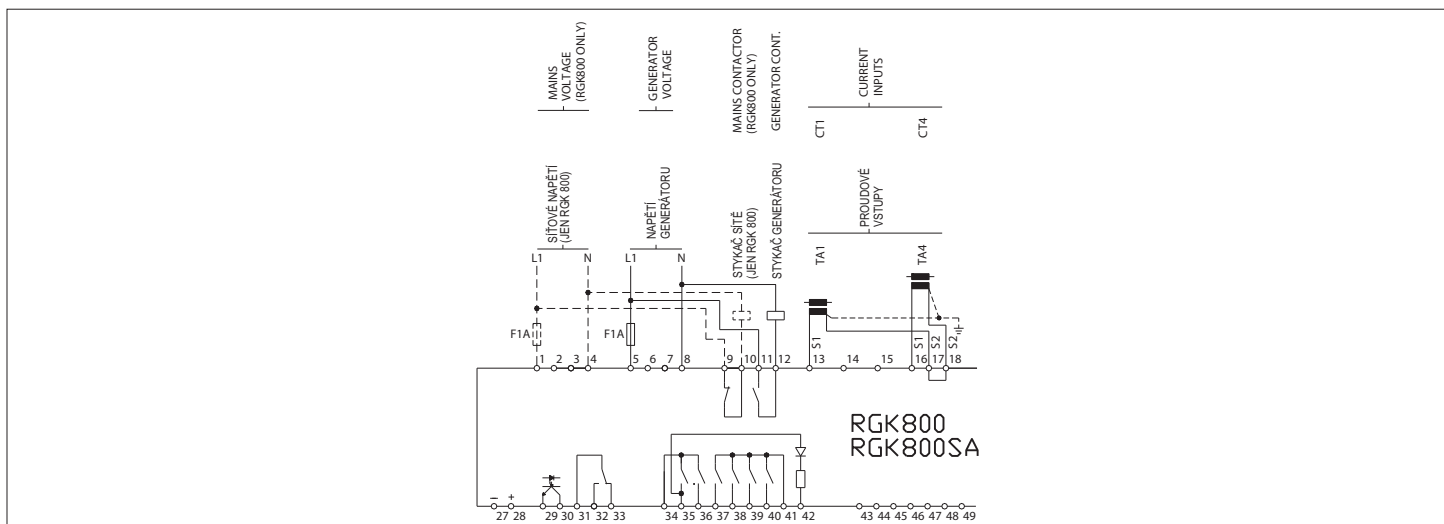 MAINS
VOLTAGE
(RGK800 ONLY)
GENERATOR
VOLTAGE
MAINS CONTACTOR
(RGK800 ONLY)
GENERATOR CONT.
CURRENT
INPUTS
CT1
CT4
SÍŤOVÉ NAPĚTÍ
(JEN RGK 800)
NAPĚTÍ
GENERÁTORU
STYKAČ SÍTĚ
(JEN RGK 800)
STYKAČ GENERÁTORU
PROUDOVÉ
VSTUPY
TA1
TA4
L1 N L1 N
F1A F1A
S1 S1 S2 S2
1 2 3 4 5 6 7 8 9 10 11 12 13 14 15 16 17 18
RGK800
RGK800SA
– +
27 28 29 30 31 32 33 34 35 36 37 38 39 40 41 42 43 44 45 46 47 48 49